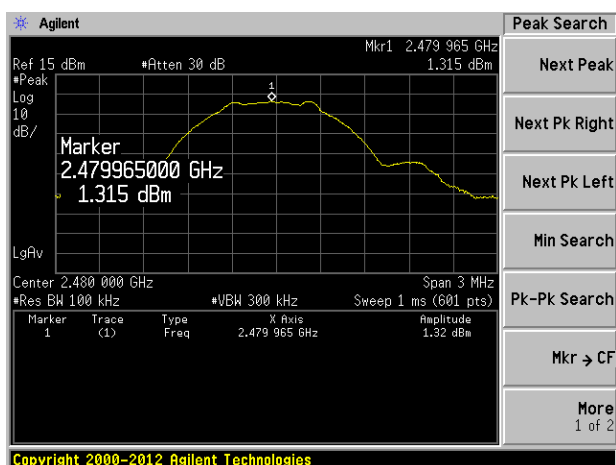 Agilent
Peak Search
Mkr1 2.479 965 GHz
Ref 15 dBm #Atten 30 dB 1.315 dBm
#Peak
Log
10
dB/
1
Marker
2.479965000 GHz
1.315 dBm
LgAv
Center 2.480 000 GHz Span 3 MHz
#Res BW 100 kHz #VBW 300 kHz Sweep 1 ms (601 pts)
Marker Trace Type X Axis Amplitude
1 (1) Freq 2.479 965 GHz 1.32 dBm
Next Peak
Next Pk Right
Next Pk Left
Min Search
Pk-Pk Search
Mkr → CF
More
1 of 2
Copyright 2000-2012 Agilent Technologies